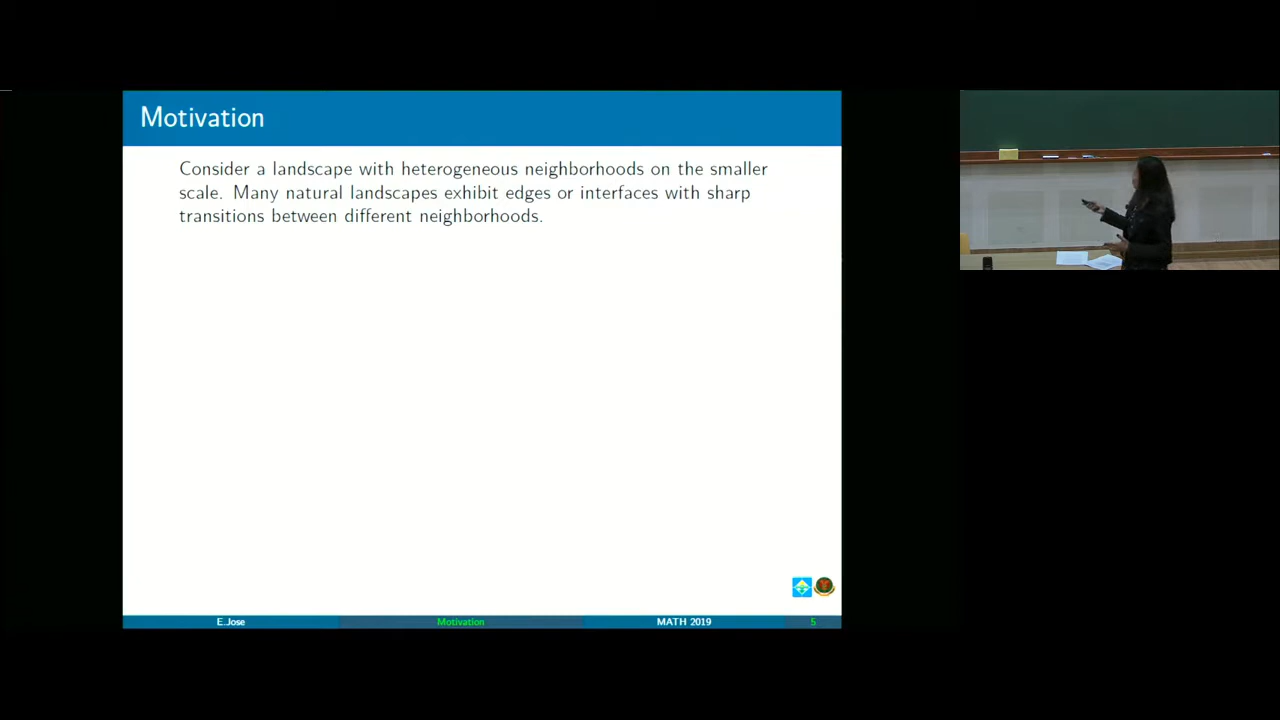 Motivation
Consider a landscape with heterogeneous neighborhoods on the smaller
scale. Many natural landscapes exhibit edges or interfaces with sharp
transitions between different neighborhoods.
E.Jose
Motivation
MATH 2019
5